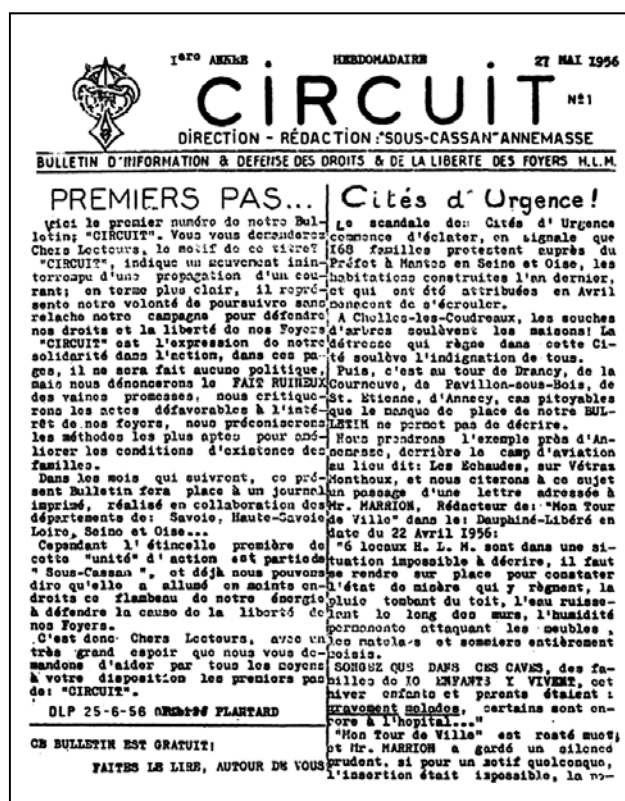 Iere ANNEE HEBDOMADAIRE 27 MAI 1956
CIRCUIT N°1
DIRECTION - RÉDACTION: "SOUS-CASSAN" ANNEMASSE
BULLETIN D'INFORMATION & DEFENSE DES DROITS & DE LA LIBERTE DES FOYERS H.L.M.
PREMIERS PAS...
Voici le premier numéro de notre Bul-
letin; "CIRCUIT". Vous vous demanderez
Chers Lecteurs, le motif de ce titre?
"CIRCUIT", indique un mouvement inin-
terrompu d'une propagation d'un cou-
rant; en terme plus clair, il repré-
sente notre volonté de poursuivre sans
relache notre campagne pour défendre
nos droits et la liberté de nos Foyers
"CIRCUIT" est l'expression de notre
solidarité dans l'action, dans ces pa-
ges, il ne sera fait aucune politique,
mais nous dénoncerons le FAIT RUINEUX
des vaines promesses, nous critique-
rons les actes défavorables à l'inté-
rêt de nos foyers, nous préconiserons
les méthodes les plus aptes pour amé-
liorer les conditions d'existence des
familles.
Dans les mois qui suivront, ce pré-
sent Bulletin fera place à un journal
imprimé, réalisé en collaboration des
départements de: Savoie, Haute-Savoie
Loire, Seine et Oise...
Cependant l'étincelle première de
cette "unité" d'action est partie de
"Sous-Cassan", et déjà nous pouvons
dire qu'elle a allumé en maints en-
droits ce flambeau de notre énergie
à défendre la cause de la liberté de
nos Foyers.
C'est donc Chers Lecteurs, avec un
très grand espoir que nous vous de-
mandons d'aider par tous les moyens
à votre disposition les premiers pas
de: "CIRCUIT".
DLP 25-6-56 PLANTARD
CE BULLETIN EST GRATUIT!
FAITES LE LIRE, AUTOUR DE VOUS
Cités d'Urgence!
Le scandale des Cités d'Urgence
commence d'éclater, on signale que
I68 familles protestent auprès du
Préfet à Mantes en Seine et Oise, les
habitations construites l'an dernier,
et qui ont été attribuées en Avril
menacent de s'écrouler.
A Chelles-les-Coudreaux, les souches
d'arbres soulèvent les maisons! La
détresse qui règne dans cette Ci-
té soulève l'indignation de tous.
Puis, c'est au tour de Drancy, de la
Courneuve, de Pavillon-sous-Bois, de
St. Etienne, d'Annecy, cas pitoyables
que le manque de place de notre BUL-
LETIN ne permet pas de décrire.
Nous prendrons l'exemple près d'An-
nemasse, derrière le camp d'aviation
au lieu dit: Les Echaudes, sur Vétraz
Monthoux, et nous citerons à ce sujet
un passage d'une lettre adressée à
Mr. MARRION, Rédacteur de: "Mon Tour
de Ville" dans le: Dauphiné-Libéré en
date du 22 Avril I956:
"6 locaux H. L. M. sont dans une si-
tuation impossible à décrire, il faut
se rendre sur place pour constater
l'état de misère qui y règnent, la
pluie tombant du toit, l'eau ruisse-
lant le long des murs, l'humidité
permanente attaquant les meubles,
les matelas et sommiers entièrement
moisis.
SONGEZ QUE DANS CES CAVES, des fa-
milles de IO ENFANTS Y VIVENT, cet
hiver enfants et parents étaient :
gravement malades, certains sont en-
core à l'hopital..."
"Mon Tour de Ville" est resté muet;
et Mr. MARRION a gardé un silence
prudent, si pour un motif quelconque,
l'insertion était impossible, la mo-